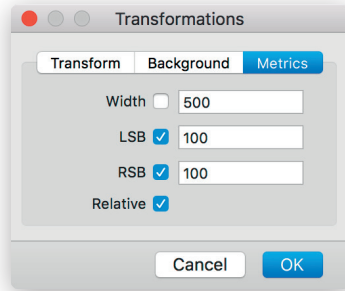 Transformations
Transform Background Metrics
Width 500
LSB 100
RSB 100
Relative
Cancel OK